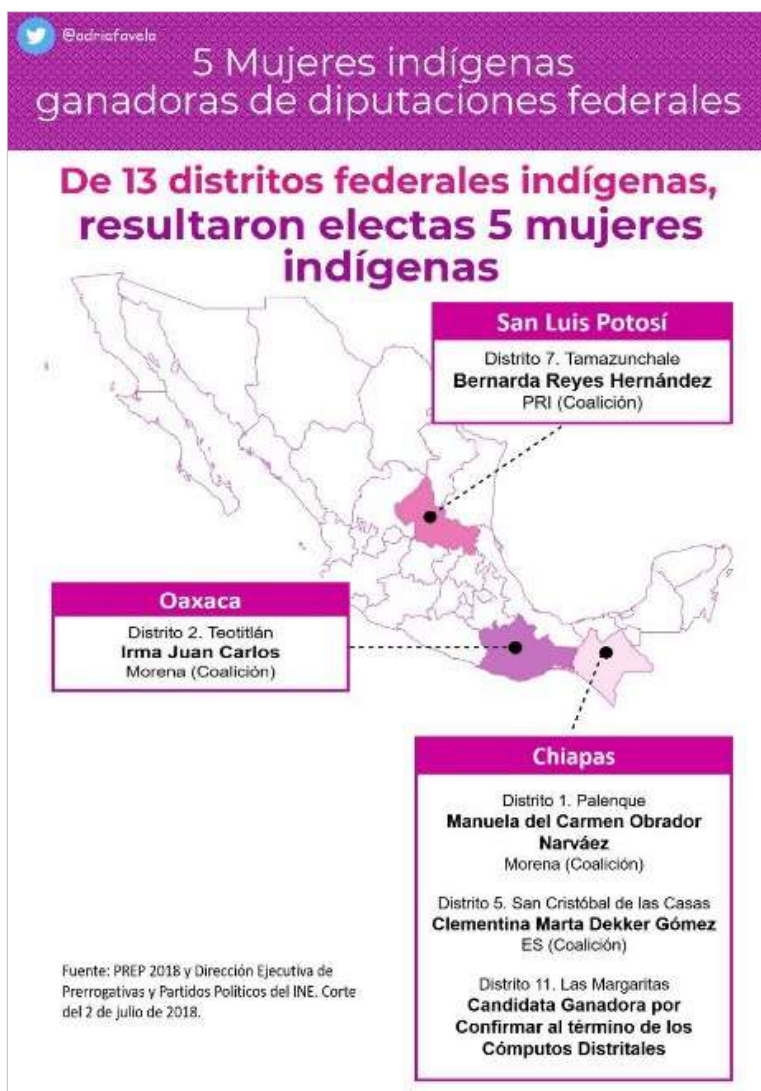 @adriafavela
5 Mujeres indígenas
ganadoras de diputaciones federales
De 13 distritos federales indígenas,
resultaron electas 5 mujeres
indígenas
San Luis Potosí
Distrito 7. Tamazunchale
Bernarda Reyes Hernández
PRI (Coalición)
Oaxaca
Distrito 2. Teotitlán
Irma Juan Carlos
Morena (Coalición)
Chiapas
Distrito 1. Palenque
Manuela del Carmen Obrador
Narváez
Morena (Coalición)
Distrito 5. San Cristóbal de las Casas
Clementina Marta Dekker Gómez
ES (Coalición)
Distrito 11. Las Margaritas
Candidata Ganadora por
Confirmar al término de los
Cómputos Distritales
Fuente: PREP 2018 y Dirección Ejecutiva de
Prerrogativas y Partidos Políticos del INE. Corte
del 2 de julio de 2018.